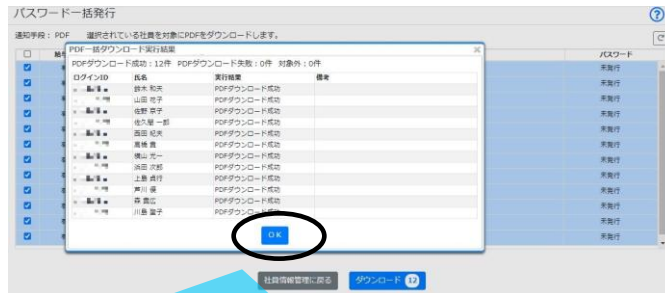 パスワード一括発行
通知手段: PDF 選択されている社員を対象にPDFをダウンロードします。
PDF一括ダウンロード実行結果
PDFダウンロード成功:12件 PDFダウンロード失敗:0件 対象外:0件
ログインID 氏名 実行結果 備考
鈴木 和夫 PDFダウンロード成功
山田 花子 PDFダウンロード成功
佐野 京子 PDFダウンロード成功
佐久間 一郎 PDFダウンロード成功
西田 紀夫 PDFダウンロード成功
高橋 貴 PDFダウンロード成功
横山 元一 PDFダウンロード成功
浜田 次郎 PDFダウンロード成功
上島 貞行 PDFダウンロード成功
芦川 優 PDFダウンロード成功
森 貴広 PDFダウンロード成功
川島 聖子 PDFダウンロード成功
パスワード
未発行
未発行
未発行
未発行
未発行
未発行
未発行
未発行
未発行
未発行
OK
社員情報管理に戻る ダウンロード 12